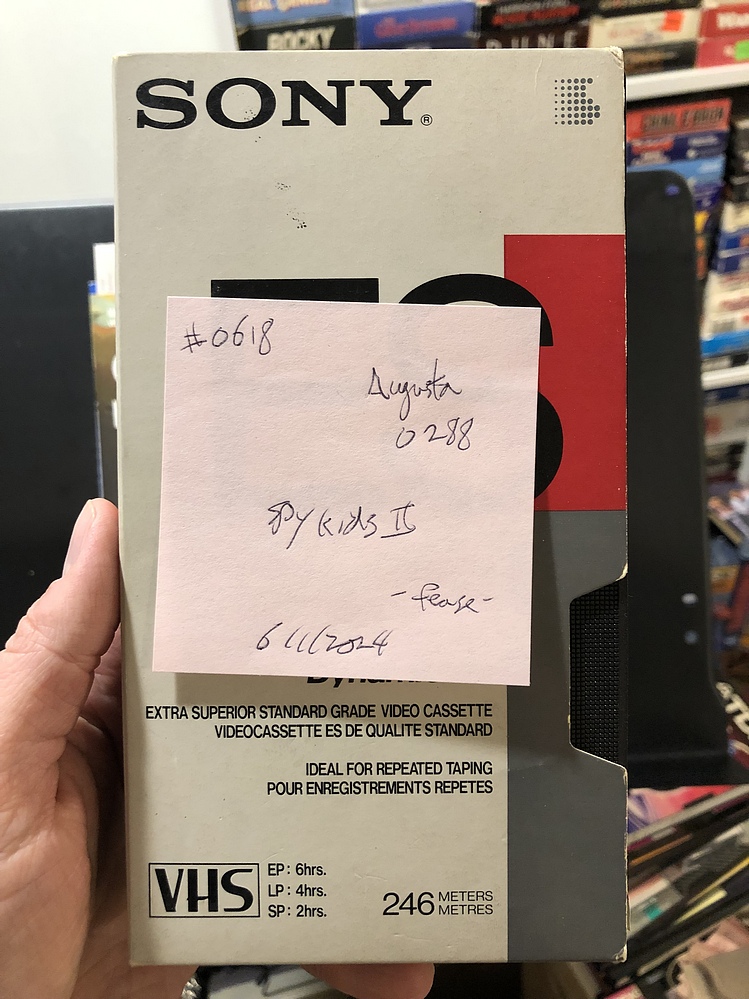 ROCKY
DUNE
SONY®
#0618
Augusta
0288
SPY KIDS II
-fease-
6/1/2024
EXTRA SUPERIOR STANDARD GRADE VIDEO CASSETTE
VIDEOCASSETTE ES DE QUALITE STANDARD
IDEAL FOR REPEATED TAPING
POUR ENREGISTREMENTS REPETES
VHS
EP: 6hrs.
LP: 4hrs.
SP: 2hrs.
246 METERS
METRES